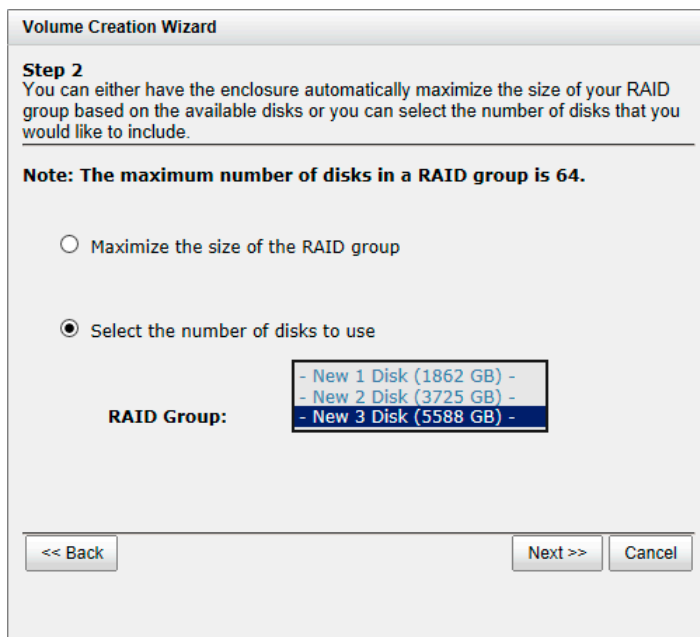 Volume Creation Wizard
Step 2
You can either have the enclosure automatically maximize the size of your RAID
group based on the available disks or you can select the number of disks that you
would like to include.
Note: The maximum number of disks in a RAID group is 64.
Maximize the size of the RAID group
Select the number of disks to use
- New 1 Disk (1862 GB) -
- New 2 Disk (3725 GB) -
RAID Group: - New 3 Disk (5588 GB) -
<< Back Next >> Cancel